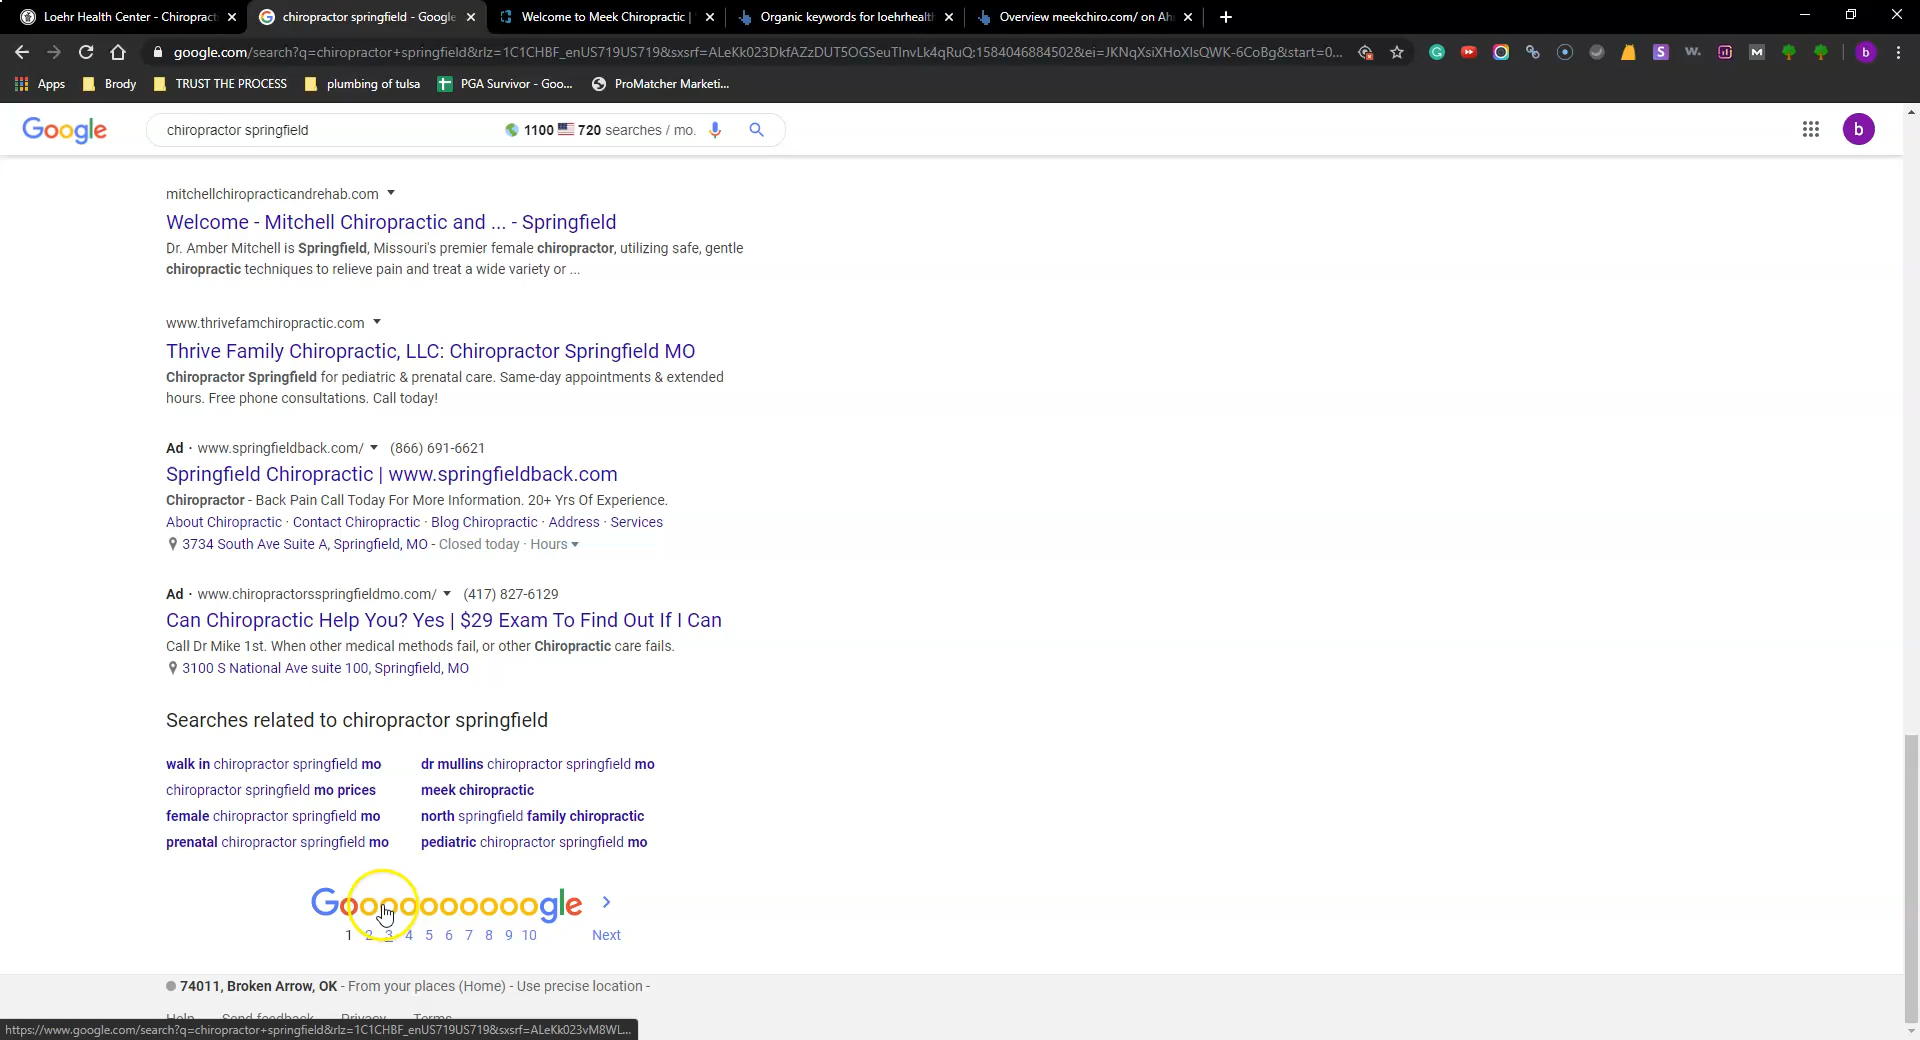 Loehr Health Center - Chiropract
chiropractor springfield - Google
Welcome to Meek Chiropractic |
Organic keywords for loehrhealth
Overview meekchiro.com/ on Ah
google.com/search?q=chiropractor+springfield&rlz=1C1CHBF_enUS719US719&sxsrf=ALeKk023DkfAZzDUT5OGSeuTInvLk4qRuQ:1584046884502&ei=JKNqXsiXHoXIsQWK-6CoBg&start=0...
Apps
Brody
TRUST THE PROCESS
plumbing of tulsa
PGA Survivor - Goo...
ProMatcher Marketi...
Google
chiropractor springfield
1100 720 searches / mo.
b
mitchellchiropracticandrehab.com
Welcome - Mitchell Chiropractic and ... - Springfield
Dr. Amber Mitchell is Springfield, Missouri's premier female chiropractor, utilizing safe, gentle
chiropractic techniques to relieve pain and treat a wide variety or ...
www.thrivefamchiropractic.com
Thrive Family Chiropractic, LLC: Chiropractor Springfield MO
Chiropractor Springfield for pediatric & prenatal care. Same-day appointments & extended
hours. Free phone consultations. Call today!
Ad · www.springfieldback.com/ (866) 691-6621
Springfield Chiropractic | www.springfieldback.com
Chiropractor - Back Pain Call Today For More Information. 20+ Yrs Of Experience.
About Chiropractic · Contact Chiropractic · Blog Chiropractic · Address · Services
3734 South Ave Suite A, Springfield, MO - Closed today · Hours
Ad · www.chiropractorsspringfieldmo.com/ (417) 827-6129
Can Chiropractic Help You? Yes | $29 Exam To Find Out If I Can
Call Dr Mike 1st. When other medical methods fail, or other Chiropractic care fails.
3100 S National Ave suite 100, Springfield, MO
Searches related to chiropractor springfield
walk in chiropractor springfield mo
dr mullins chiropractor springfield mo
chiropractor springfield mo prices
meek chiropractic
female chiropractor springfield mo
north springfield family chiropractic
prenatal chiropractor springfield mo
pediatric chiropractor springfield mo
Goooooooooogle >
1 2 3 4 5 6 7 8 9 10 Next
74011, Broken Arrow, OK - From your places (Home) - Use precise location -
Help Send feedback Privacy Terms
https://www.google.com/search?q=chiropractor+springfield&rlz=1C1CHBF_enUS719US719&sxsrf=ALeKk023vM8WL...